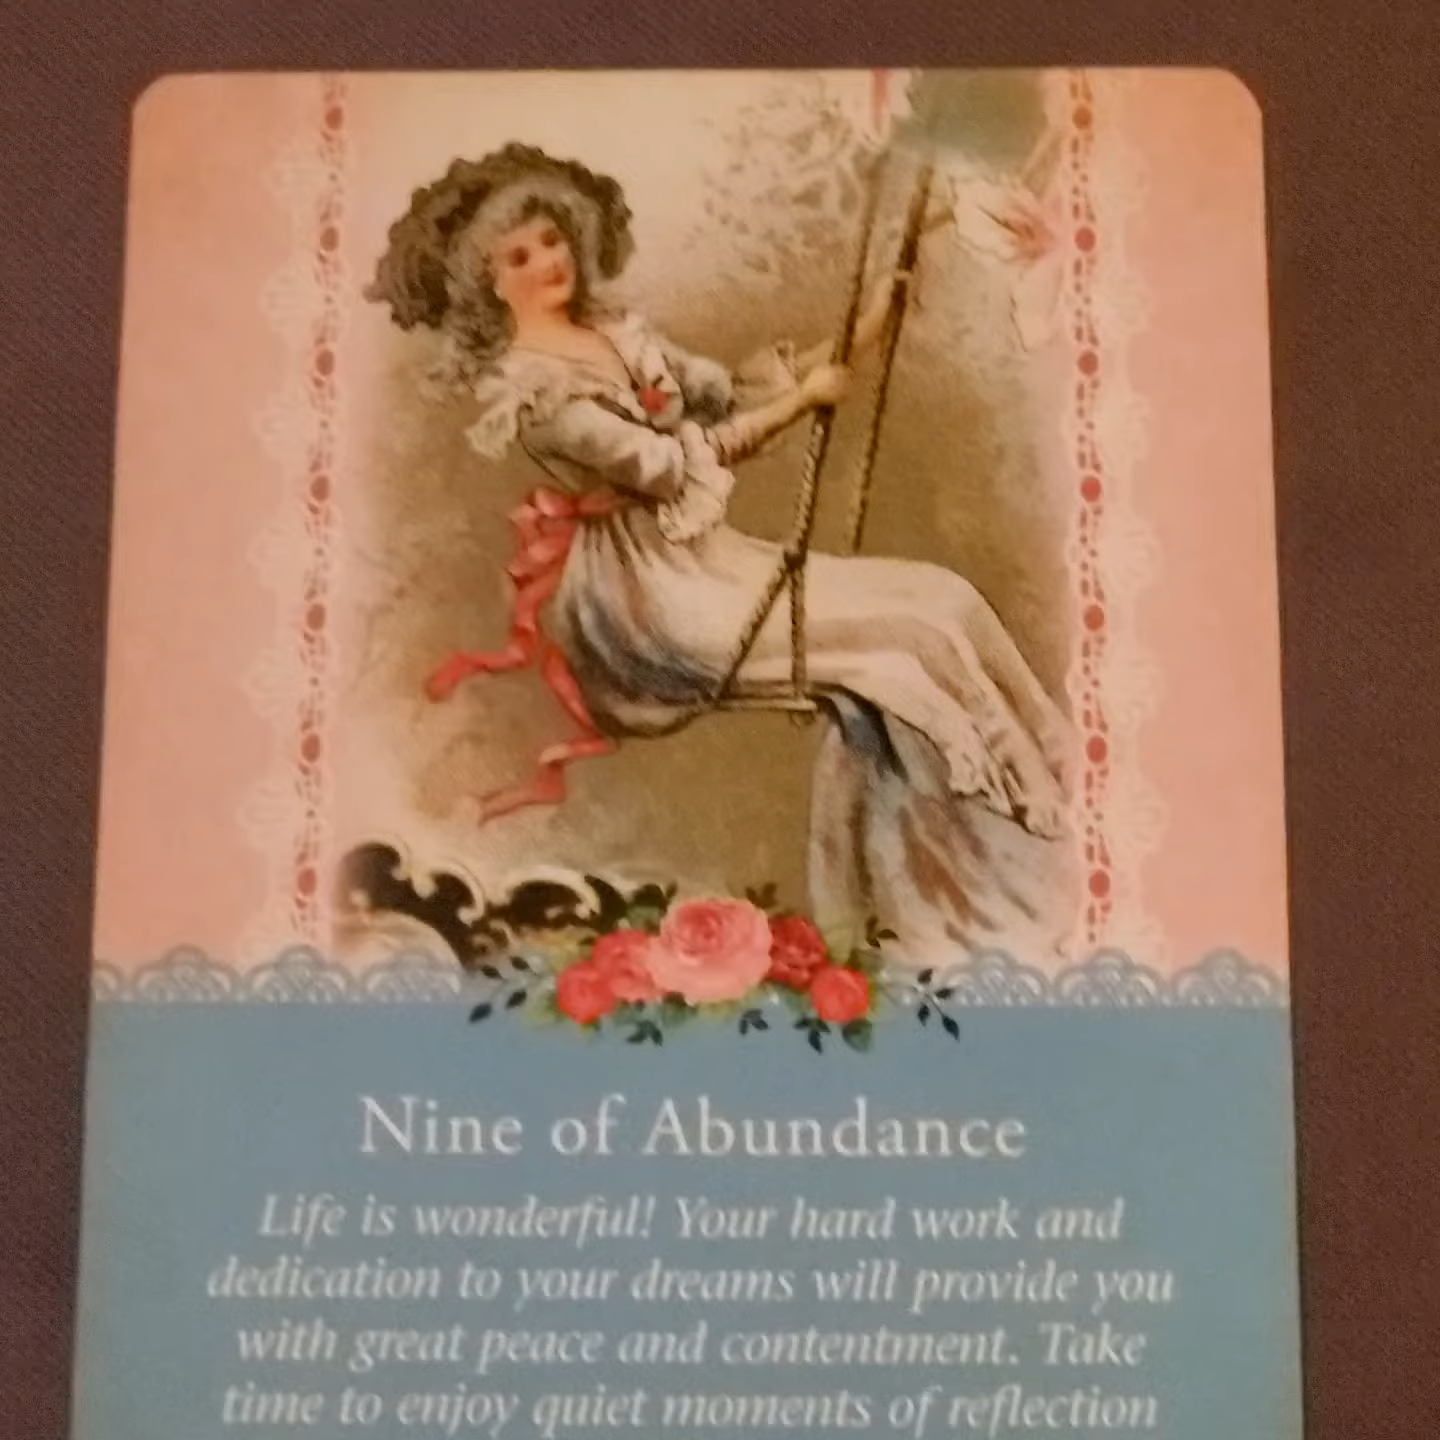 Nine of Abundance
Life is wonderful! Your hard work and
dedication to your dreams will provide you
with great peace and contentment. Take
time to enjoy quiet moments of reflection